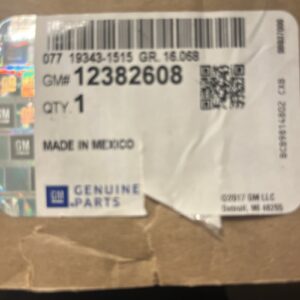 077 19343-1515 GR. 16.068
GM# 12382608
QTY. 1
MADE IN MEXICO
GM
GM GENUINE
PARTS
©2017 GM LLC
Detroit, MI 48265